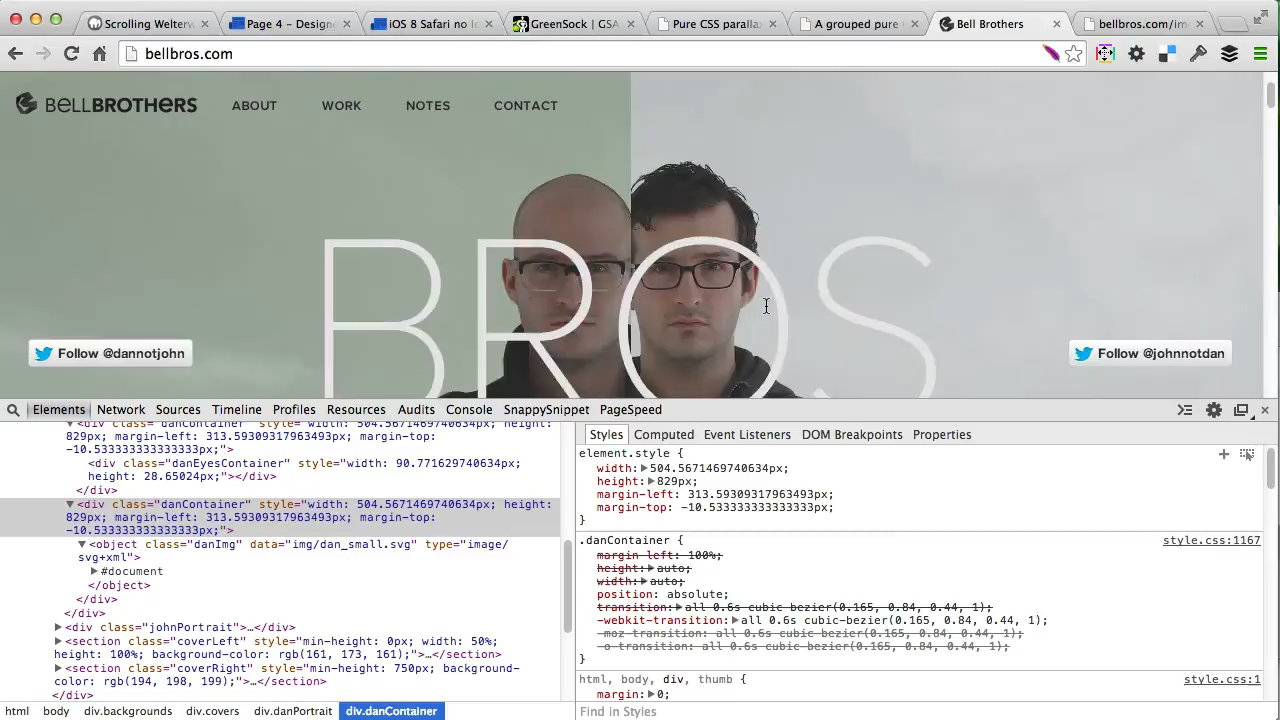 Scrolling Welterw
Page 4 – Designe
iOS 8 Safari no le
GreenSock | GSA
Pure CSS paralla
A grouped pure C
Bell Brothers
bellbros.com/im
bellbros.com
BELLBROTHERS
ABOUT
WORK
NOTES
CONTACT
BROS
Follow @dannotjohn
Follow @johnnotdan
Elements Network Sources Timeline Profiles Resources Audits Console SnappySnippet PageSpeed
<div class="danContainer" style="width: 504.5671469740634px; height:
829px; margin-left: 313.59309317963493px; margin-top:
-10.533333333333333px;">
<div class="danEyesContainer" style="width: 90.771629740634px;
height: 28.65024px;"></div>
</div>
<div class="danContainer" style="width: 504.5671469740634px; height:
829px; margin-left: 313.59309317963493px; margin-top:
-10.533333333333333px;">
<object class="danImg" data="img/dan_small.svg" type="image/
svg+xml">
#document
</object>
</div>
</div>
<div class="johnPortrait">…</div>
<section class="coverLeft" style="min-height: 0px; width: 50%;
height: 100%; background-color: rgb(161, 173, 161);">…</section>
<section class="coverRight" style="min-height: 750px; background-
color: rgb(194, 198, 199);">…</section>
</div>
html body div.backgrounds div.covers div.danPortrait div.danContainer
Styles Computed Event Listeners DOM Breakpoints Properties
element.style {
width: 504.5671469740634px;
height: 829px;
margin-left: 313.59309317963493px;
margin-top: -10.533333333333333px;
}
.danContainer { style.css:1167
margin-left: 100%;
height: auto;
width: auto;
position: absolute;
transition: all 0.6s cubic-bezier(0.165, 0.84, 0.44, 1);
-webkit-transition: all 0.6s cubic-bezier(0.165, 0.84, 0.44, 1);
-moz-transition: all 0.6s cubic-bezier(0.165, 0.84, 0.44, 1);
-o-transition: all 0.6s cubic-bezier(0.165, 0.84, 0.44, 1);
}
html, body, div, thumb { style.css:1
margin: 0;
Find in Styles